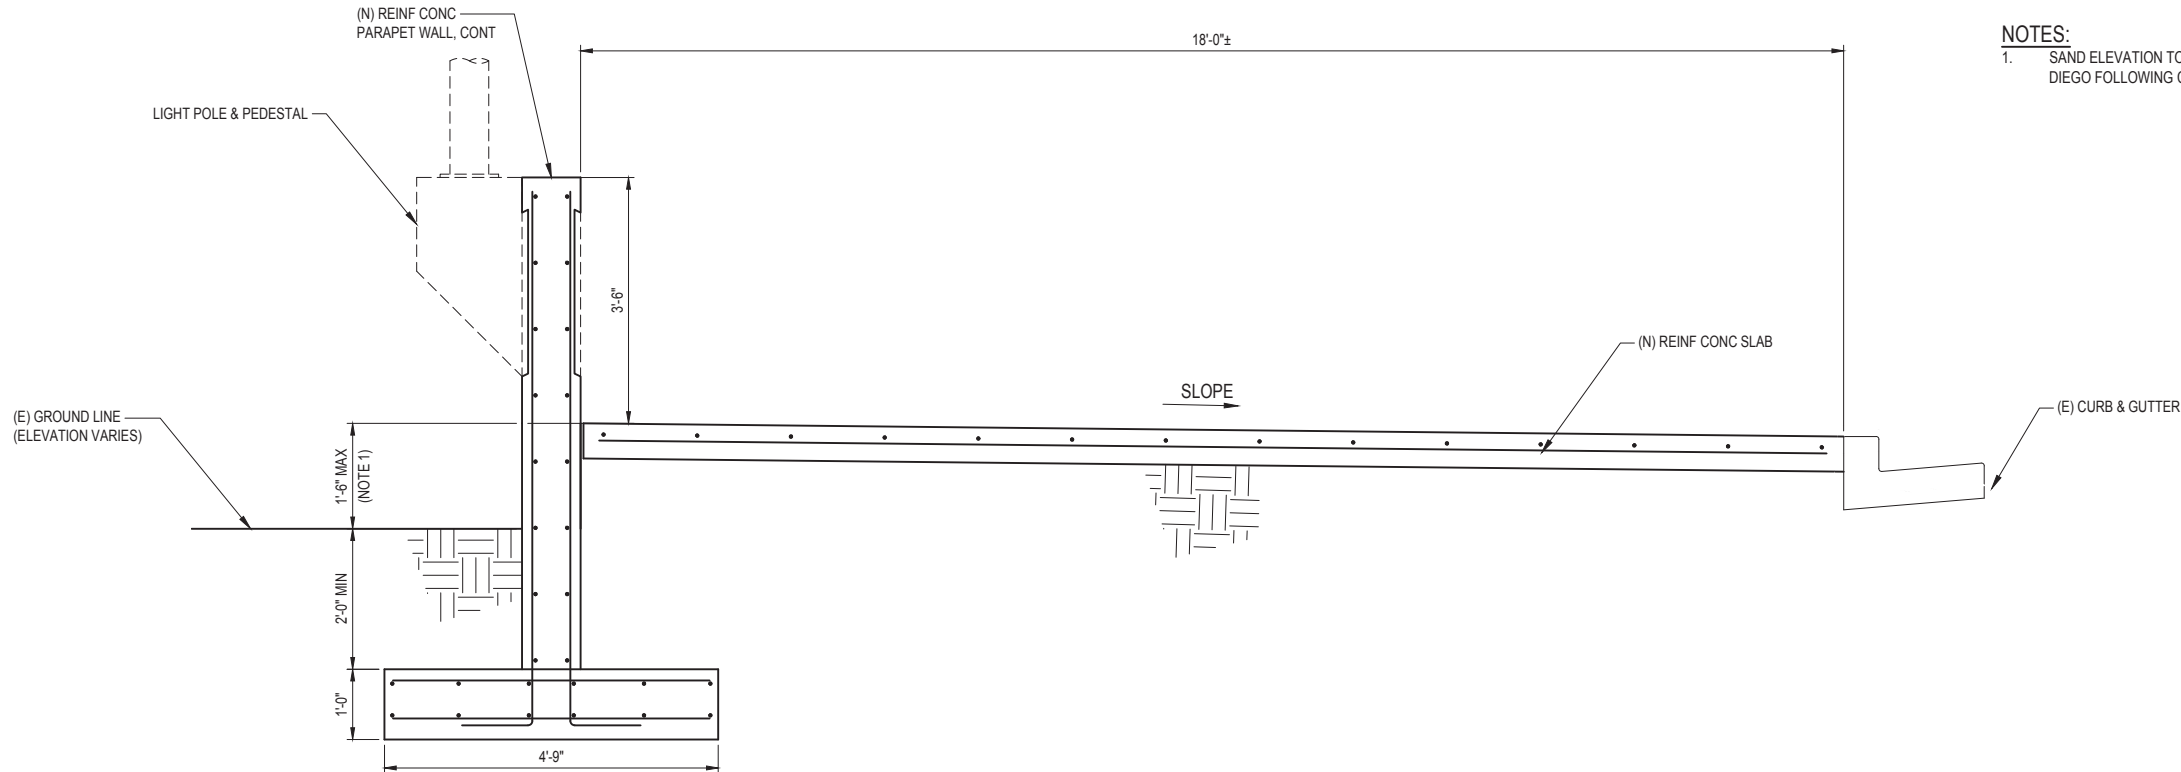 (N) REINF CONC
PARAPET WALL, CONT
18'-0"±
NOTES:
1. SAND ELEVATION TO
DIEGO FOLLOWING
LIGHT POLE & PEDESTAL
3'-6"
(N) REINF CONC SLAB
SLOPE
(E) GROUND LINE
(ELEVATION VARIES)
(E) CURB & GUTTER
1'-6" MAX
(NOTE 1)
2'-0" MIN
1'-0"
4'-9"